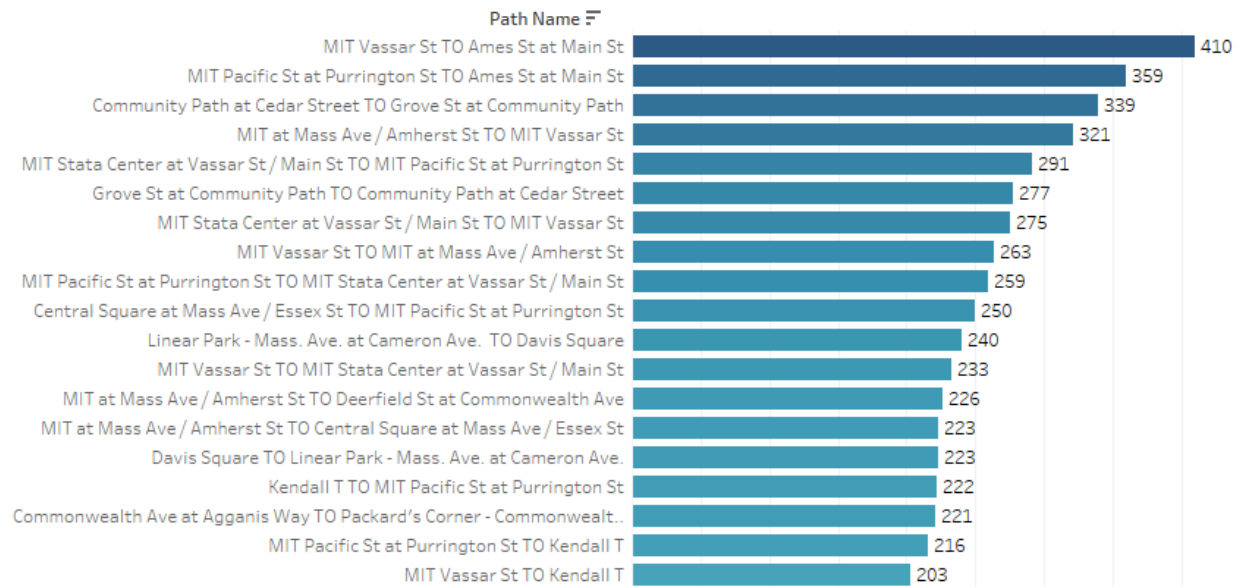 Path Name
MIT Vassar St TO Ames St at Main St 410
MIT Pacific St at Purrington St TO Ames St at Main St 359
Community Path at Cedar Street TO Grove St at Community Path 339
MIT at Mass Ave / Amherst St TO MIT Vassar St 321
MIT Stata Center at Vassar St / Main St TO MIT Pacific St at Purrington St 291
Grove St at Community Path TO Community Path at Cedar Street 277
MIT Stata Center at Vassar St / Main St TO MIT Vassar St 275
MIT Vassar St TO MIT at Mass Ave / Amherst St 263
MIT Pacific St at Purrington St TO MIT Stata Center at Vassar St / Main St 259
Central Square at Mass Ave / Essex St TO MIT Pacific St at Purrington St 250
Linear Park - Mass. Ave. at Cameron Ave.  TO Davis Square 240
MIT Vassar St TO MIT Stata Center at Vassar St / Main St 233
MIT at Mass Ave / Amherst St TO Deerfield St at Commonwealth Ave 226
MIT at Mass Ave / Amherst St TO Central Square at Mass Ave / Essex St 223
Davis Square TO Linear Park - Mass. Ave. at Cameron Ave. 223
Kendall T TO MIT Pacific St at Purrington St 222
Commonwealth Ave at Agganis Way TO Packard's Corner - Commonwealt.. 221
MIT Pacific St at Purrington St TO Kendall T 216
MIT Vassar St TO Kendall T 203